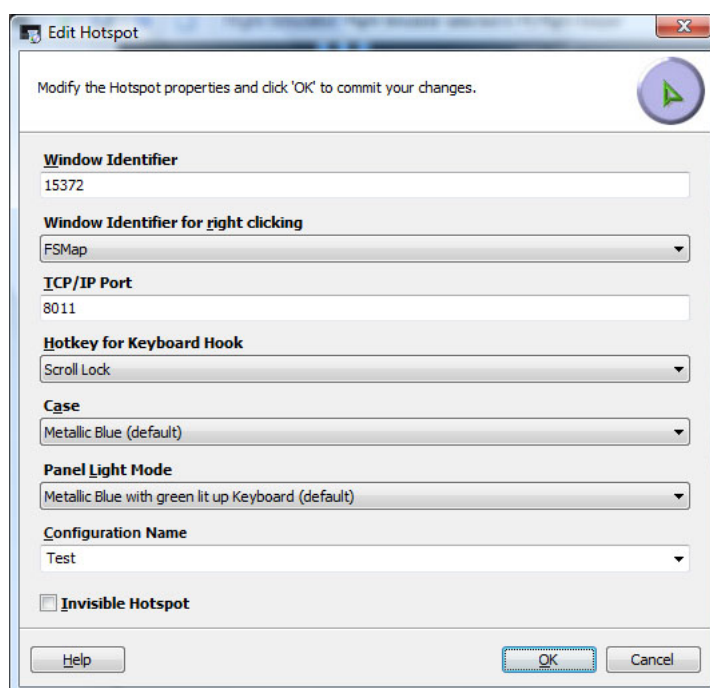 Edit Hotspot
Modify the Hotspot properties and click 'OK' to commit your changes.
Window Identifier
15372
Window Identifier for right clicking
FSMap
TCP/IP Port
8011
Hotkey for Keyboard Hook
Scroll Lock
Case
Metallic Blue (default)
Panel Light Mode
Metallic Blue with green lit up Keyboard (default)
Configuration Name
Test
Invisible Hotspot
Help OK Cancel